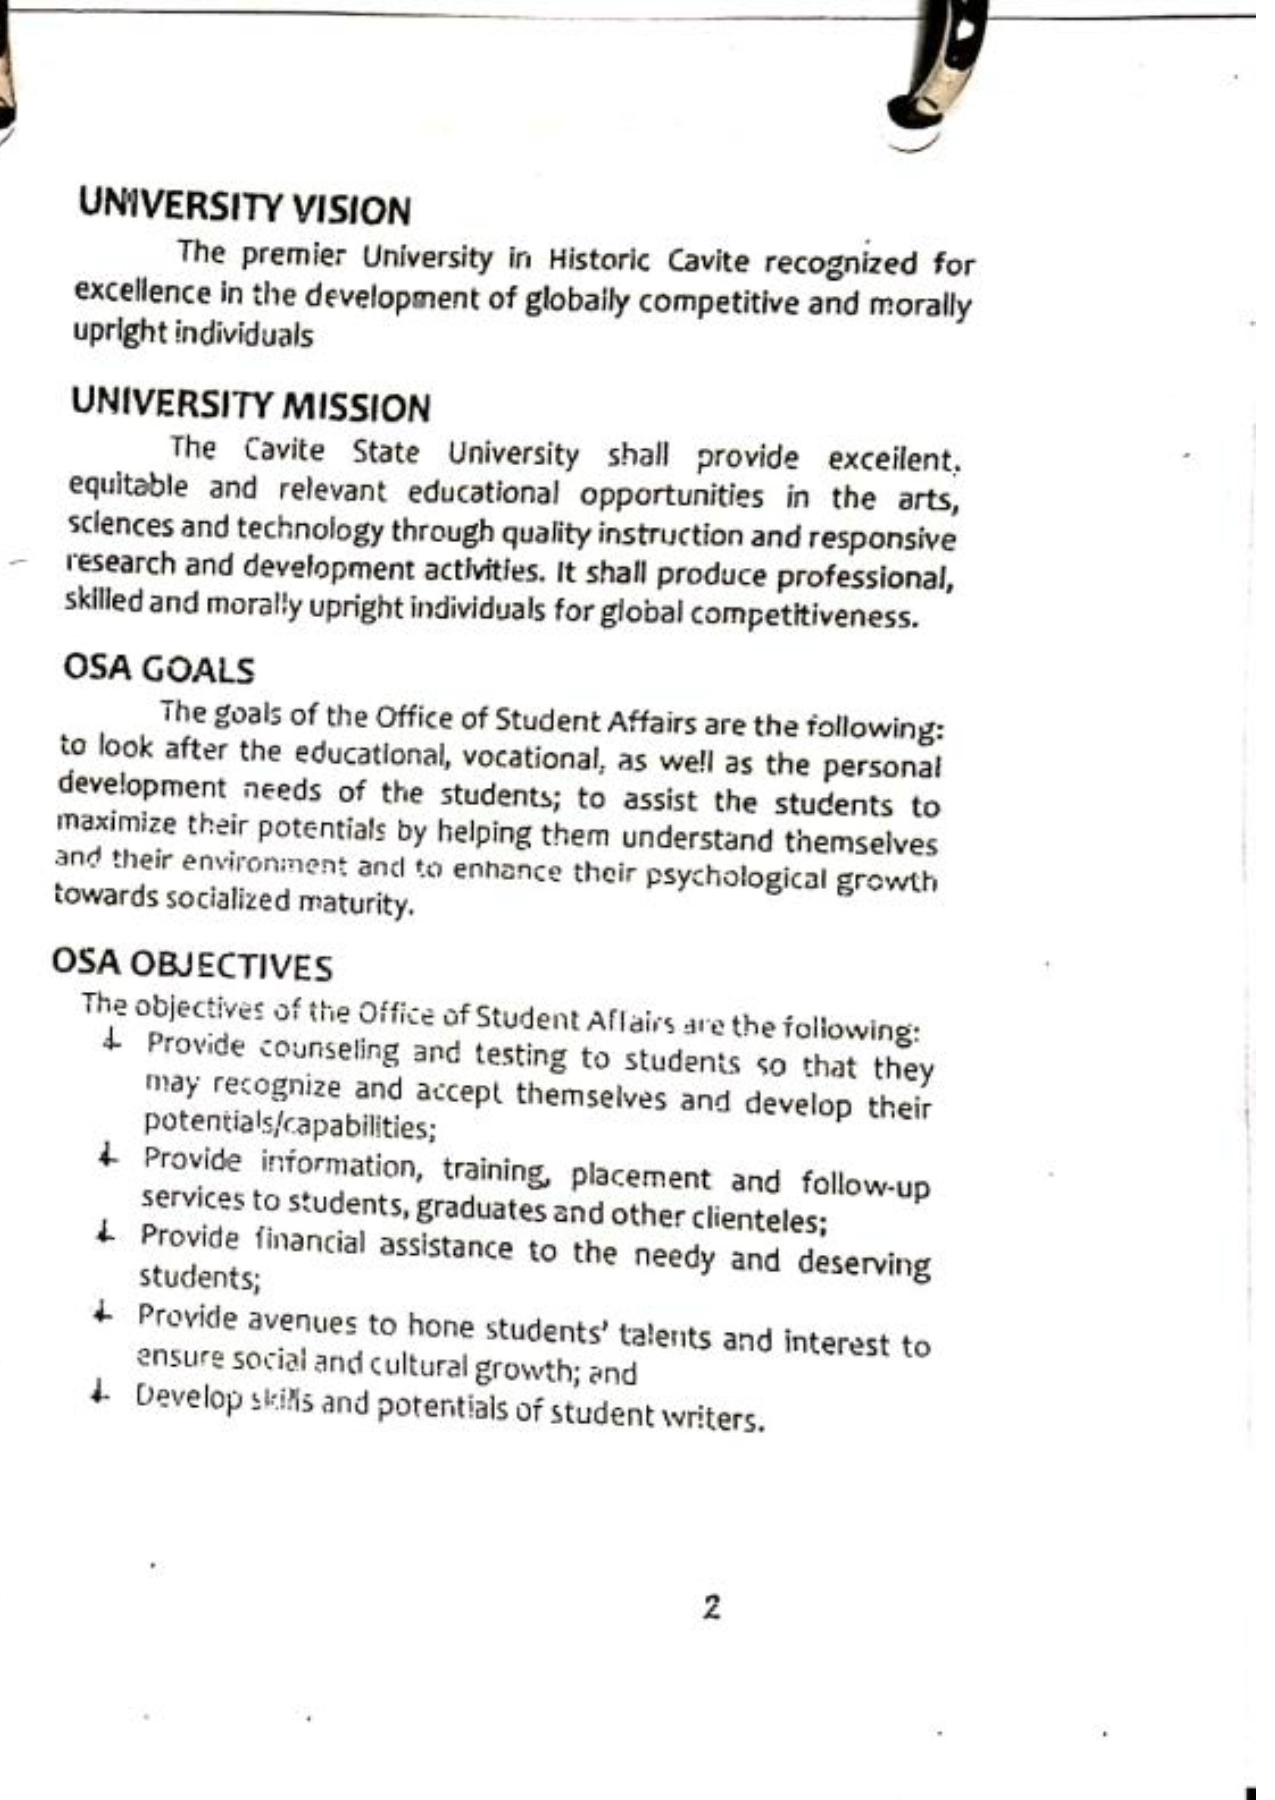 UNIVERSITY VISION
The premier University in Historic Cavite recognized for
excellence in the development of globally competitive and morally
upright individuals
UNIVERSITY MISSION
The Cavite State University shall provide excellent,
equitable and relevant educational opportunities in the arts,
sciences and technology through quality instruction and responsive
research and development activities. It shall produce professional,
skilled and morally upright individuals for global competitiveness.
OSA GOALS
The goals of the Office of Student Affairs are the following:
to look after the educational, vocational, as well as the personal
development needs of the students; to assist the students to
maximize their potentials by helping them understand themselves
and their environment and to enhance their psychological growth
towards socialized maturity.
OSA OBJECTIVES
The objectives of the Office of Student Affairs are the following:
Provide counseling and testing to students so that they
may recognize and accept themselves and develop their
potentials/capabilities;
Provide information, training, placement and follow-up
services to students, graduates and other clienteles;
Provide financial assistance to the needy and deserving
students;
Provide avenues to hone students' talents and interest to
ensure social and cultural growth; and
Develop skills and potentials of student writers.
2